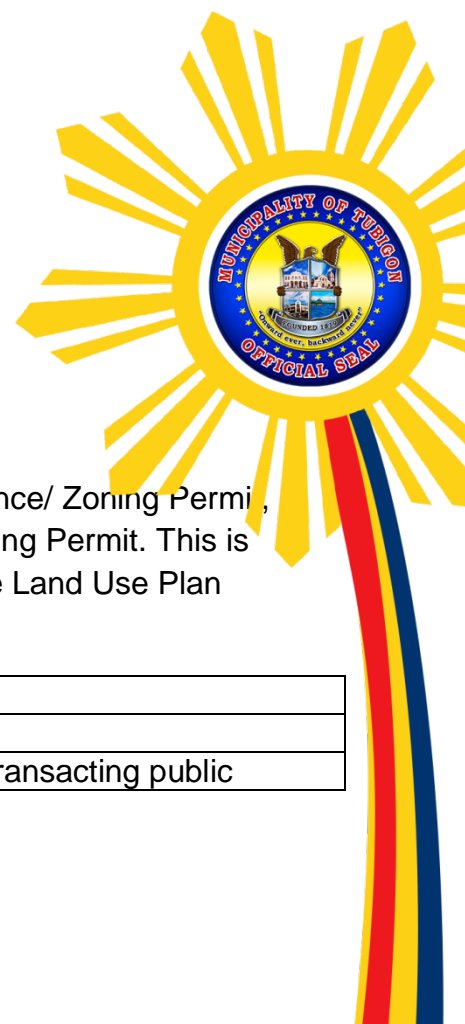 MUNICIPALITY OF TUBIGON
FOUNDED 1819
"Onward ever, backward never"
OFFICIAL SEAL
nce/ Zoning Permit,
ng Permit. This is
e Land Use Plan
ransacting public